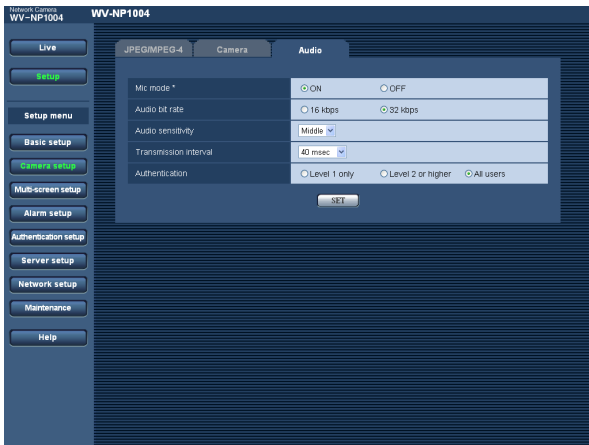 Network Camera
WV-NP1004
WV-NP1004
Live
Setup
Setup menu
Basic setup
Camera setup
Multi-screen setup
Alarm setup
Authentication setup
Server setup
Network setup
Maintenance
Help
JPEG/MPEG-4 Camera Audio
Mic mode * ON OFF
Audio bit rate 16 kbps 32 kbps
Audio sensitivity Middle
Transmission interval 40 msec
Authentication Level 1 only Level 2 or higher All users
SET